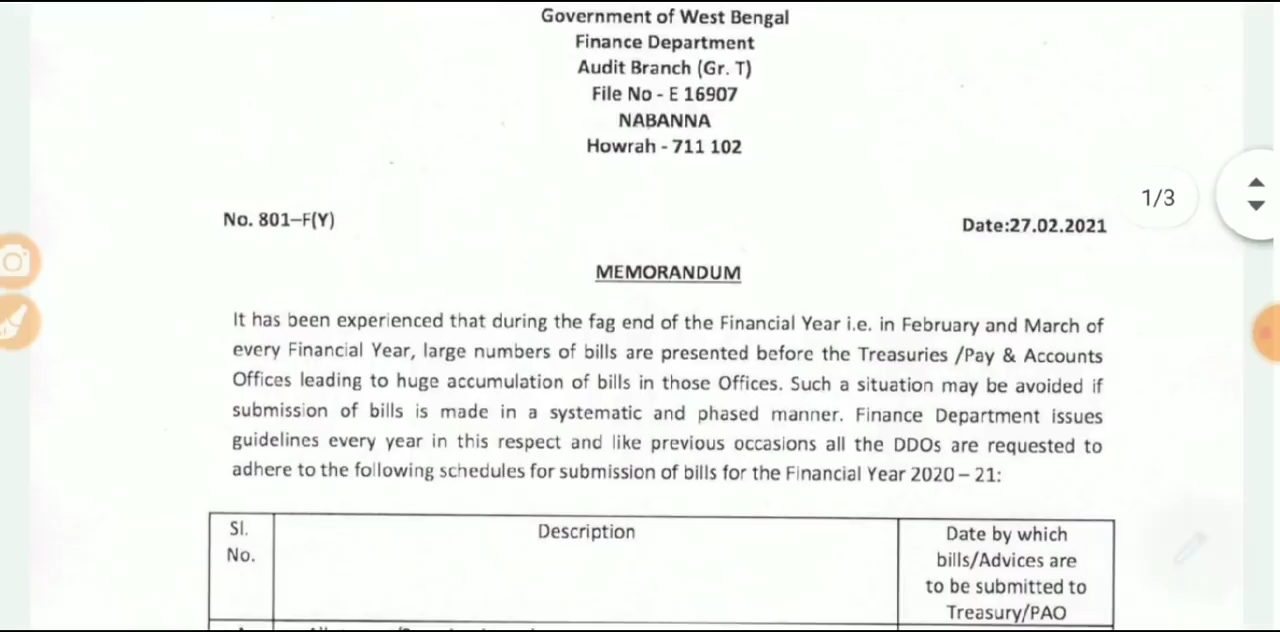 Government of West Bengal
Finance Department
Audit Branch (Gr. T)
File No - E 16907
NABANNA
Howrah - 711 102
1/3
No. 801–F(Y)
Date:27.02.2021
MEMORANDUM
It has been experienced that during the fag end of the Financial Year i.e. in February and March of
every Financial Year, large numbers of bills are presented before the Treasuries /Pay & Accounts
Offices leading to huge accumulation of bills in those Offices. Such a situation may be avoided if
submission of bills is made in a systematic and phased manner. Finance Department issues
guidelines every year in this respect and like previous occasions all the DDOs are requested to
adhere to the following schedules for submission of bills for the Financial Year 2020 – 21:
Sl.
No.
Description
Date by which
bills/Advices are
to be submitted to
Treasury/PAO